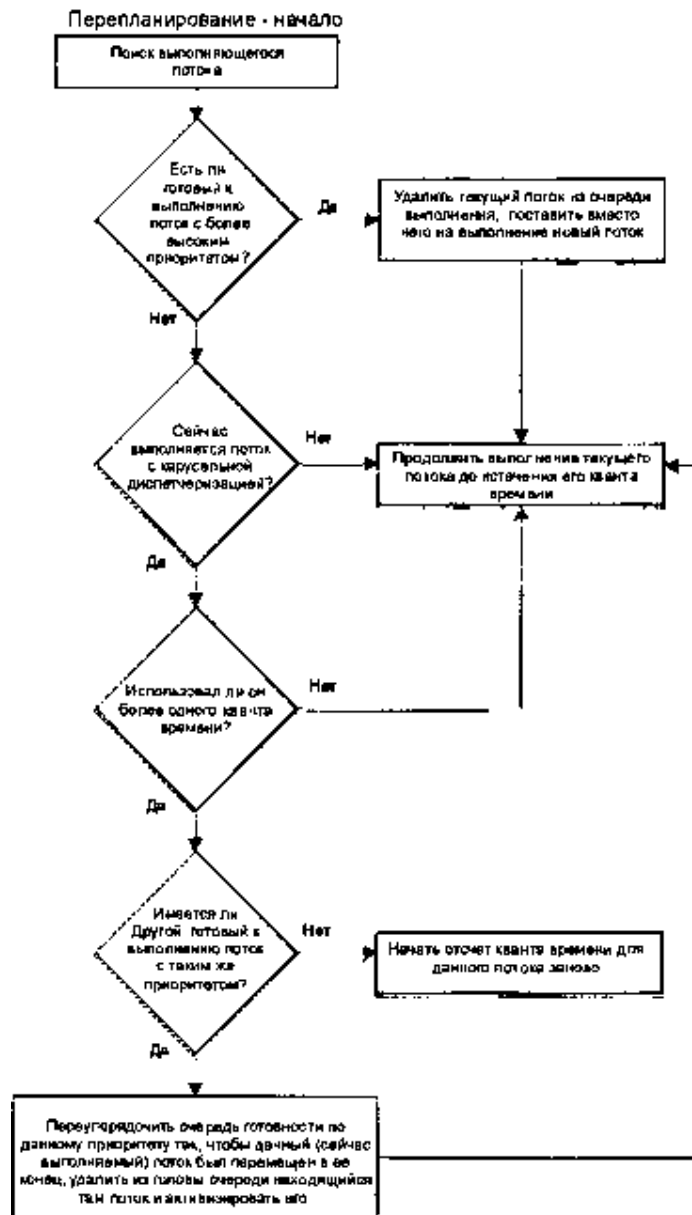 Перепланирование - начало
Поиск выполняющегося
потока
Есть ли
готовый к
выполнению
поток с более
высоким
приоритетом?
Да
Удалить текущий поток из очереди
выполнения, поставить вместо
него на выполнение новый поток
Нет
Сейчас
выполняется поток
с карусельной
диспетчеризацией?
Нет
Продолжить выполнение текущего
потока до истечения его кванта
времени
Да
Использовал ли он
более одного кванта
времени?
Нет
Да
Имеется ли
Другой готовый к
выполнению поток
с таким же
приоритетом?
Нет
Начать отсчет кванта времени для
данного потока заново
Да
Переупорядочить очередь готовности по
данному приоритету так, чтобы данный (сейчас
выполняемый) поток был перемещен в ее
конец, удалить из головы очереди находящийся
там поток и активизировать его